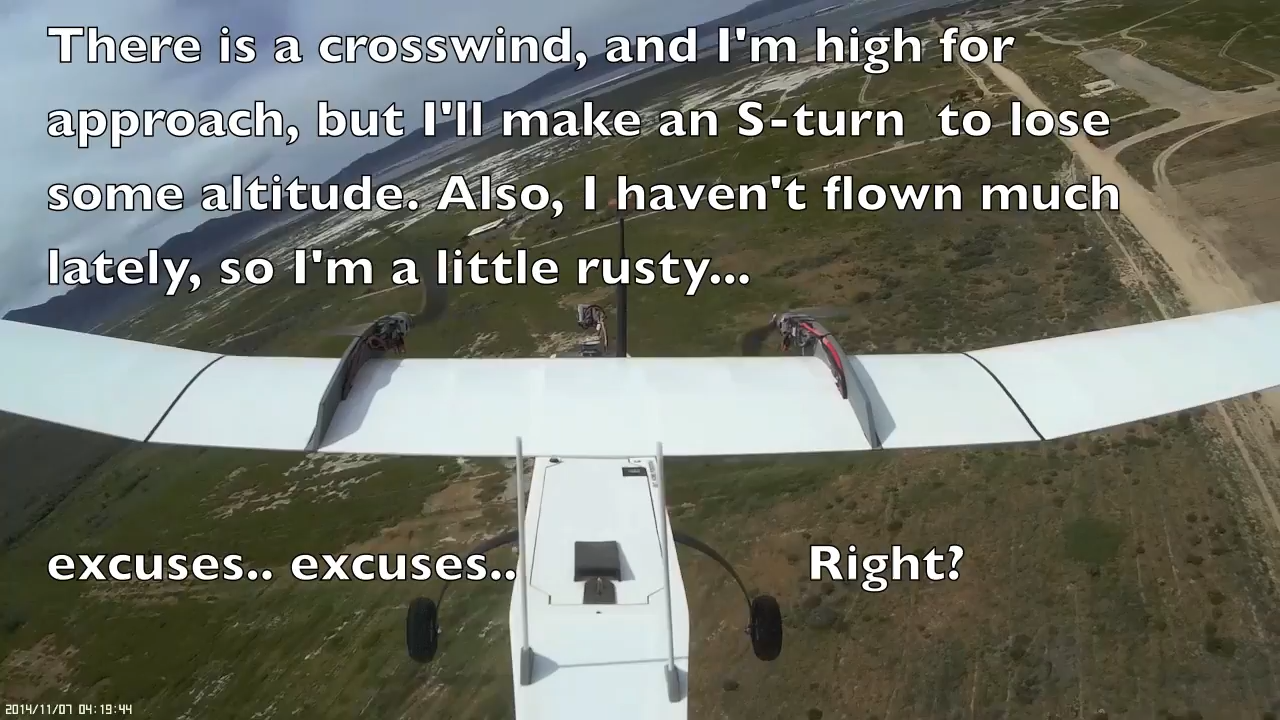 There is a crosswind, and I'm high for
approach, but I'll make an S-turn  to lose
some altitude. Also, I haven't flown much
lately, so I'm a little rusty...
excuses.. excuses.. Right?
2014/11/07 04:19:44